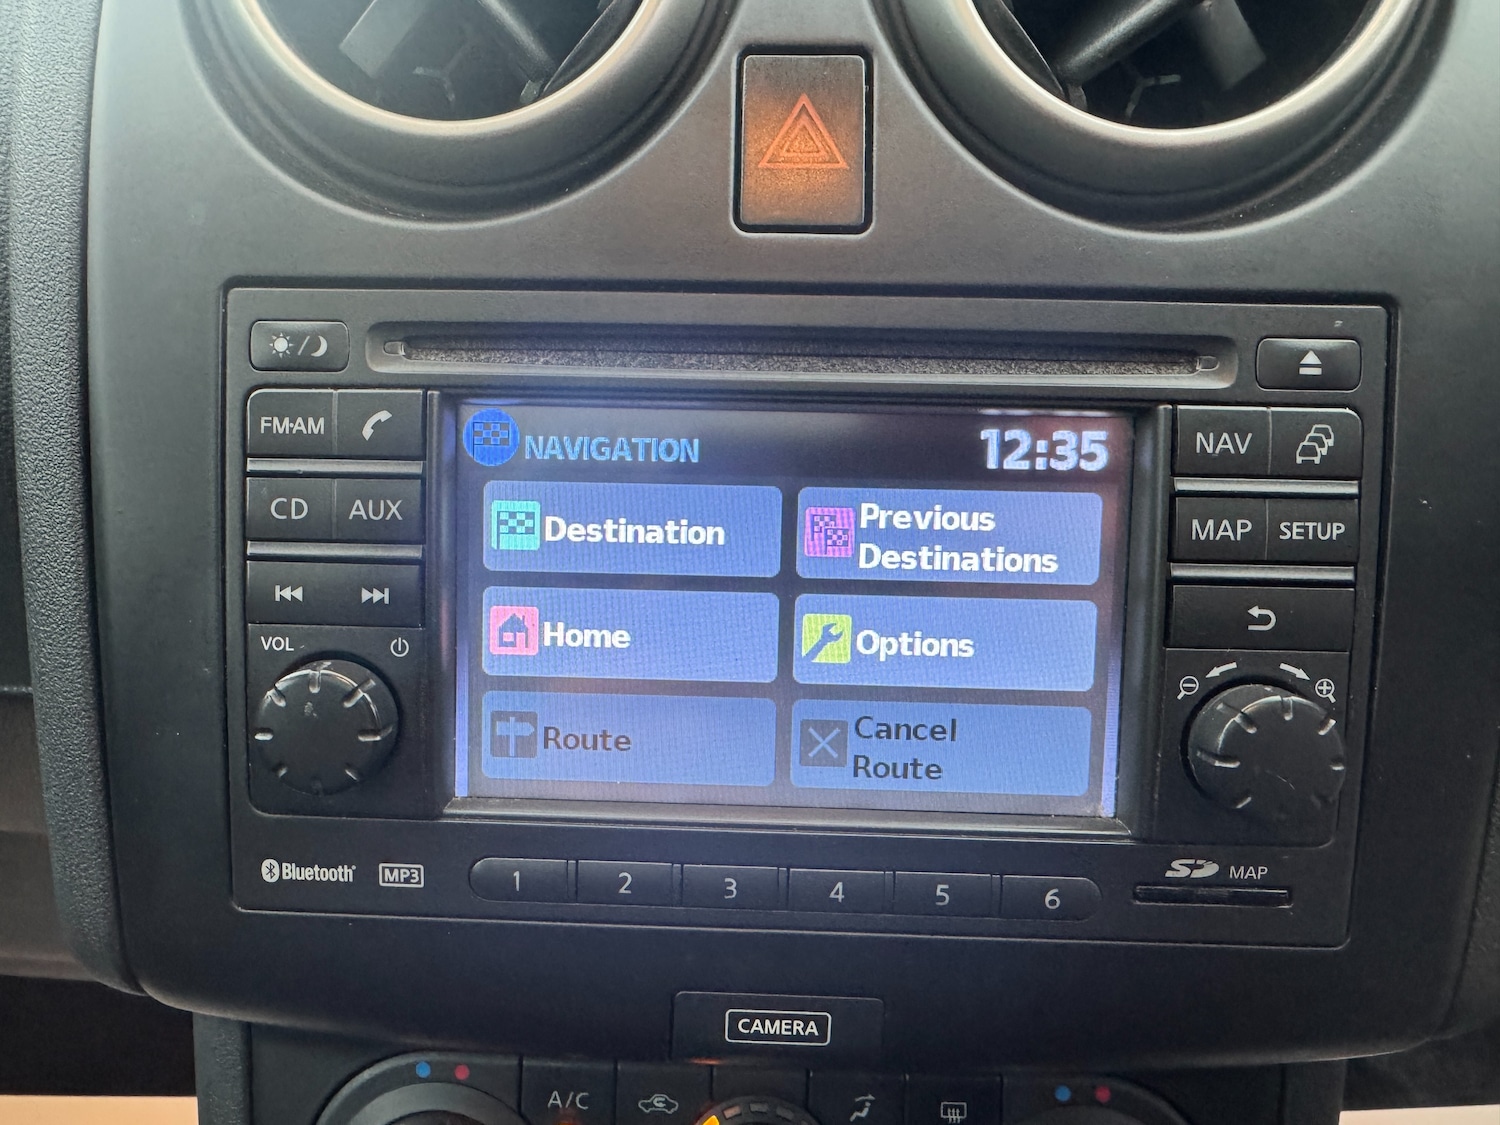 FM·AM
CD AUX
VOL
NAVIGATION 12:35
Destination
Previous
Destinations
Home
Options
Route
Cancel
Route
NAV
MAP SETUP
Bluetooth® MP3
1 2 3 4 5 6
SD MAP
CAMERA
A/C